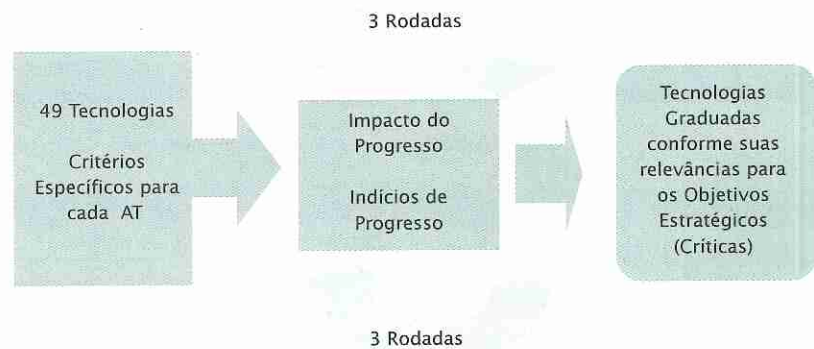 3 Rodadas
49 Tecnologias
Critérios
Específicos para
cada AT
Impacto do
Progresso
Indícios de
Progresso
Tecnologias
Graduadas
conforme suas
relevâncias para
os Objetivos
Estratégicos
(Críticas)
3 Rodadas